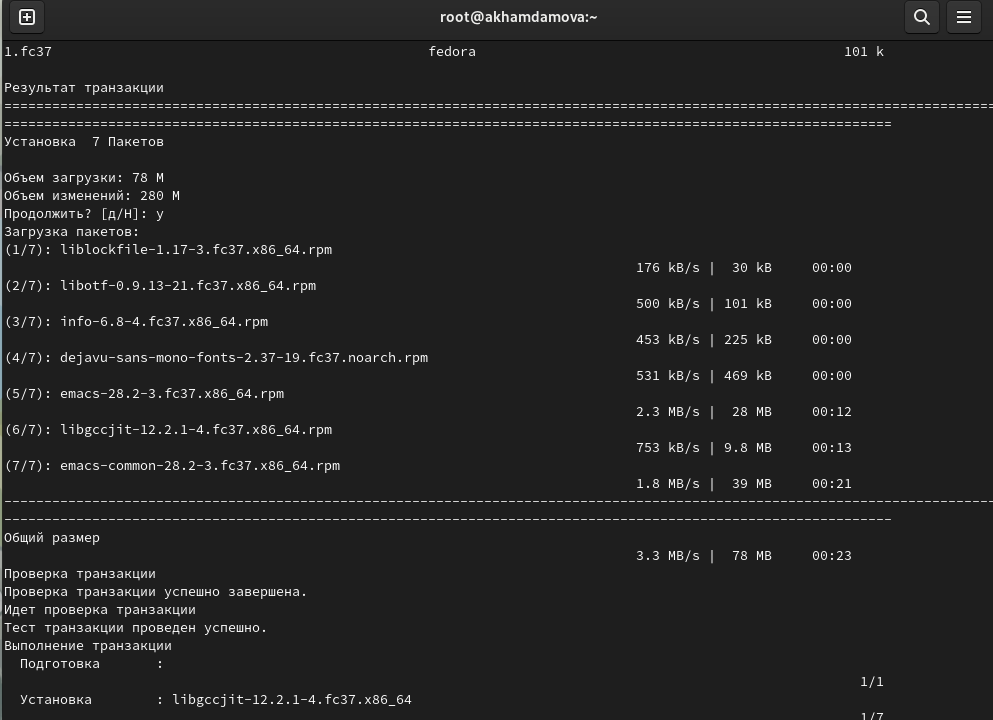 root@akhamdamova:~
1.fc37 fedora 101 k
Результат транзакции
================================================================================================================================
================================================================================================================
Установка 7 Пакетов
Объем загрузки: 78 M
Объем изменений: 280 M
Продолжить? [д/Н]: y
Загрузка пакетов:
(1/7): liblockfile-1.17-3.fc37.x86_64.rpm
176 kB/s | 30 kB 00:00
(2/7): libotf-0.9.13-21.fc37.x86_64.rpm
500 kB/s | 101 kB 00:00
(3/7): info-6.8-4.fc37.x86_64.rpm
453 kB/s | 225 kB 00:00
(4/7): dejavu-sans-mono-fonts-2.37-19.fc37.noarch.rpm
531 kB/s | 469 kB 00:00
(5/7): emacs-28.2-3.fc37.x86_64.rpm
2.3 MB/s | 28 MB 00:12
(6/7): libgccjit-12.2.1-4.fc37.x86_64.rpm
753 kB/s | 9.8 MB 00:13
(7/7): emacs-common-28.2-3.fc37.x86_64.rpm
1.8 MB/s | 39 MB 00:21
--------------------------------------------------------------------------------------------------------------------------------
---------------------------------------------------------------------------------------------------------------
Общий размер
3.3 MB/s | 78 MB 00:23
Проверка транзакции
Проверка транзакции успешно завершена.
Идет проверка транзакции
Тест транзакции проведен успешно.
Выполнение транзакции
Подготовка :
1/1
Установка : libgccjit-12.2.1-4.fc37.x86_64
1/7